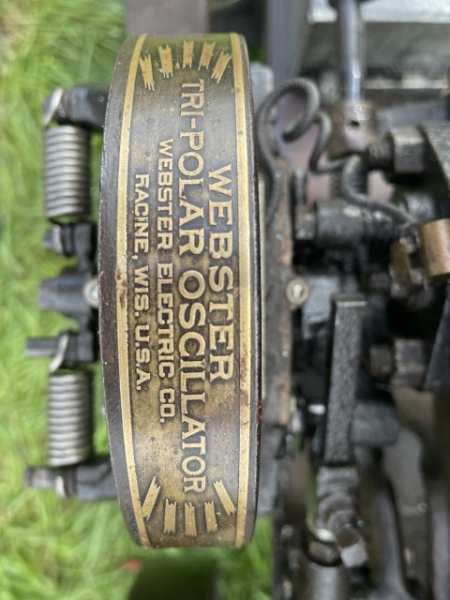 WEBSTER
TRI-POLAR OSCILLATOR
WEBSTER ELECTRIC CO.
RACINE, WIS. U.S.A.